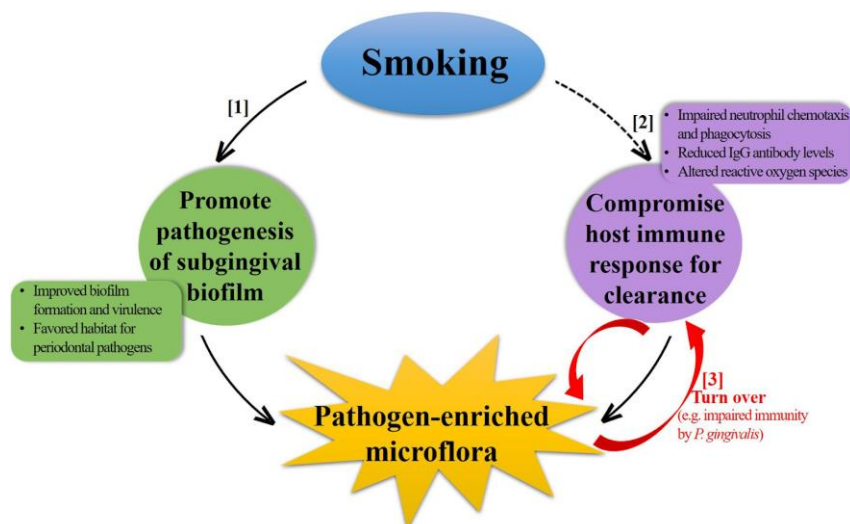 Smoking
[1]
[2]
• Impaired neutrophil chemotaxis
and phagocytosis
• Reduced IgG antibody levels
• Altered reactive oxygen species
Promote
pathogenesis
of subgingival
biofilm
• Improved biofilm
formation and virulence
• Favored habitat for
periodontal pathogens
Compromise
host immune
response for
clearance
[3]
Turn over
(e.g. impaired immunity
by P. gingivalis)
Pathogen-enriched
microflora